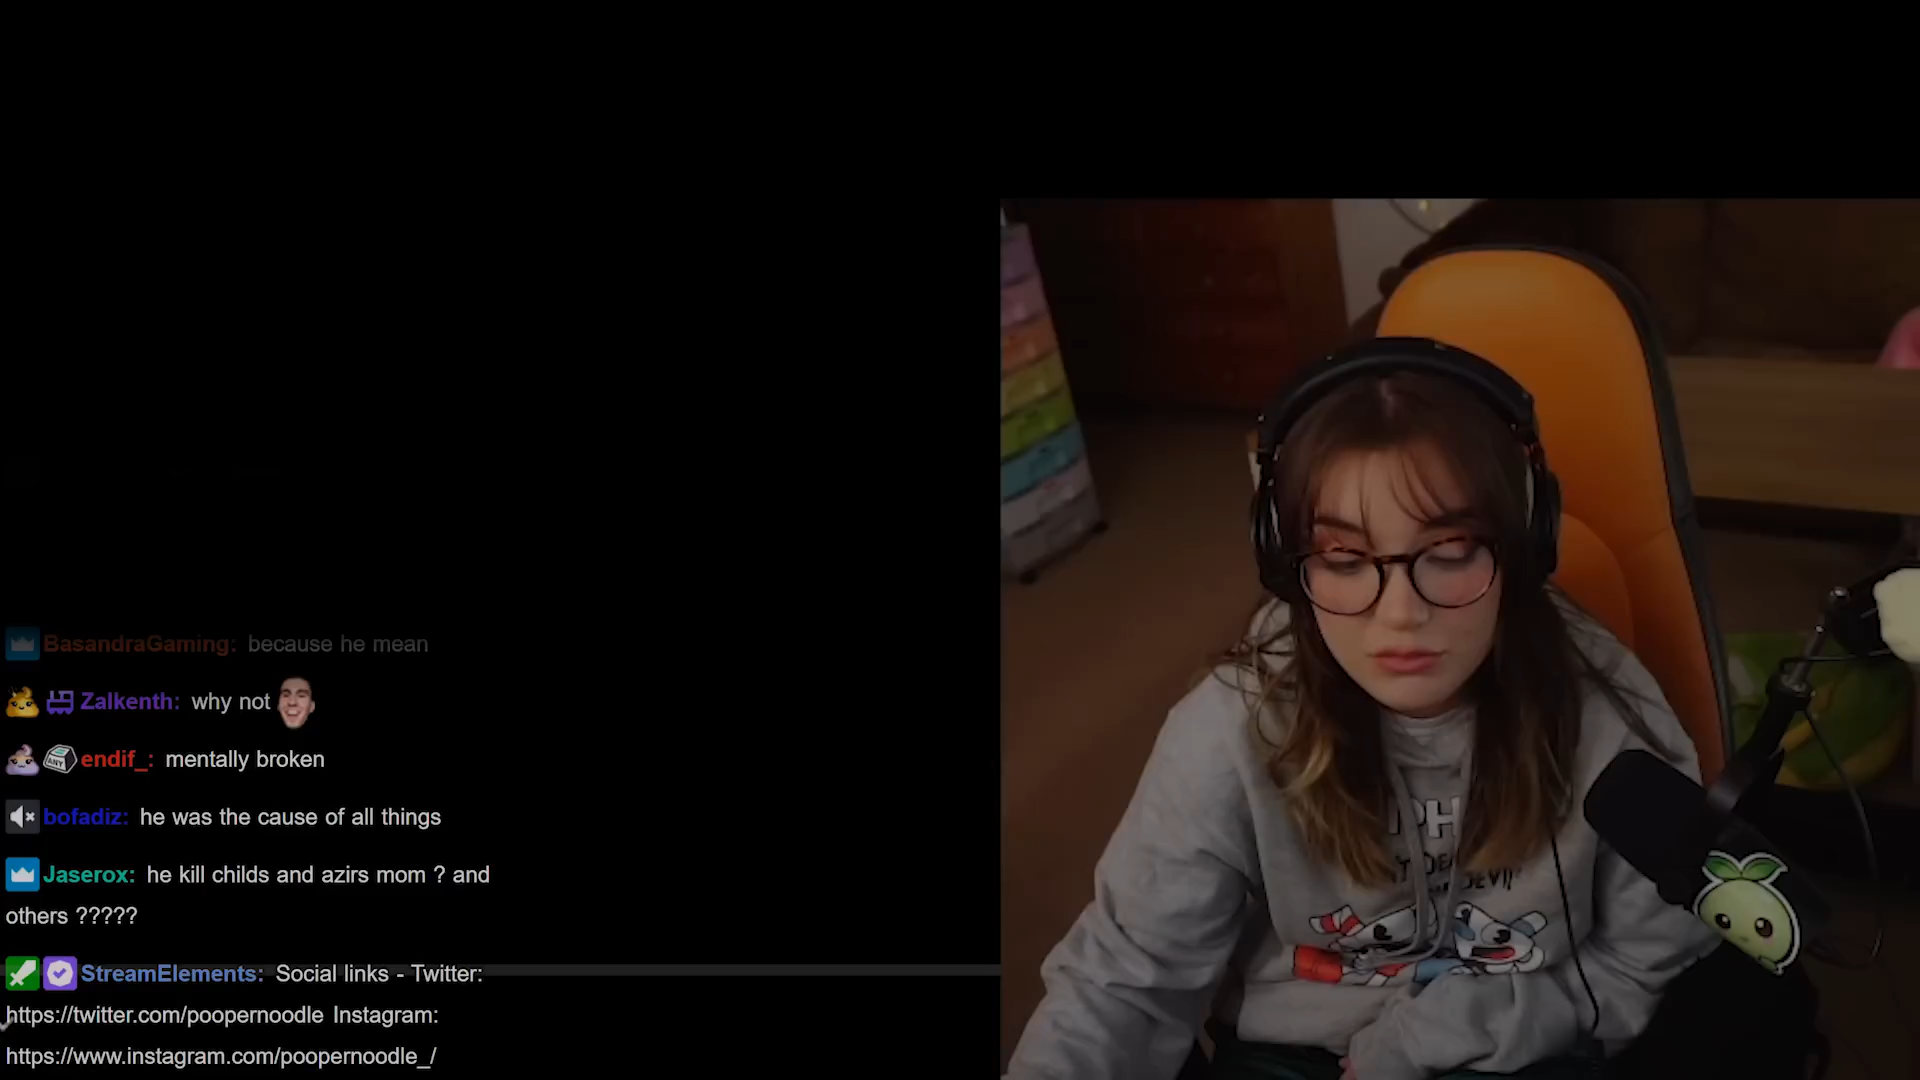 BasandraGaming: because he mean
Zalkenth: why not
ANY endif_: mentally broken
bofadiz: he was the cause of all things
Jaserox: he kill childs and azirs mom ? and
others ?????
StreamElements: Social links - Twitter:
https://twitter.com/poopernoodle Instagram:
https://www.instagram.com/poopernoodle_/